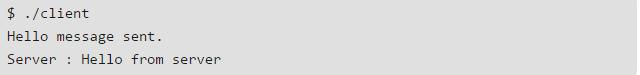 $ ./client
Hello message sent.
Server : Hello from server